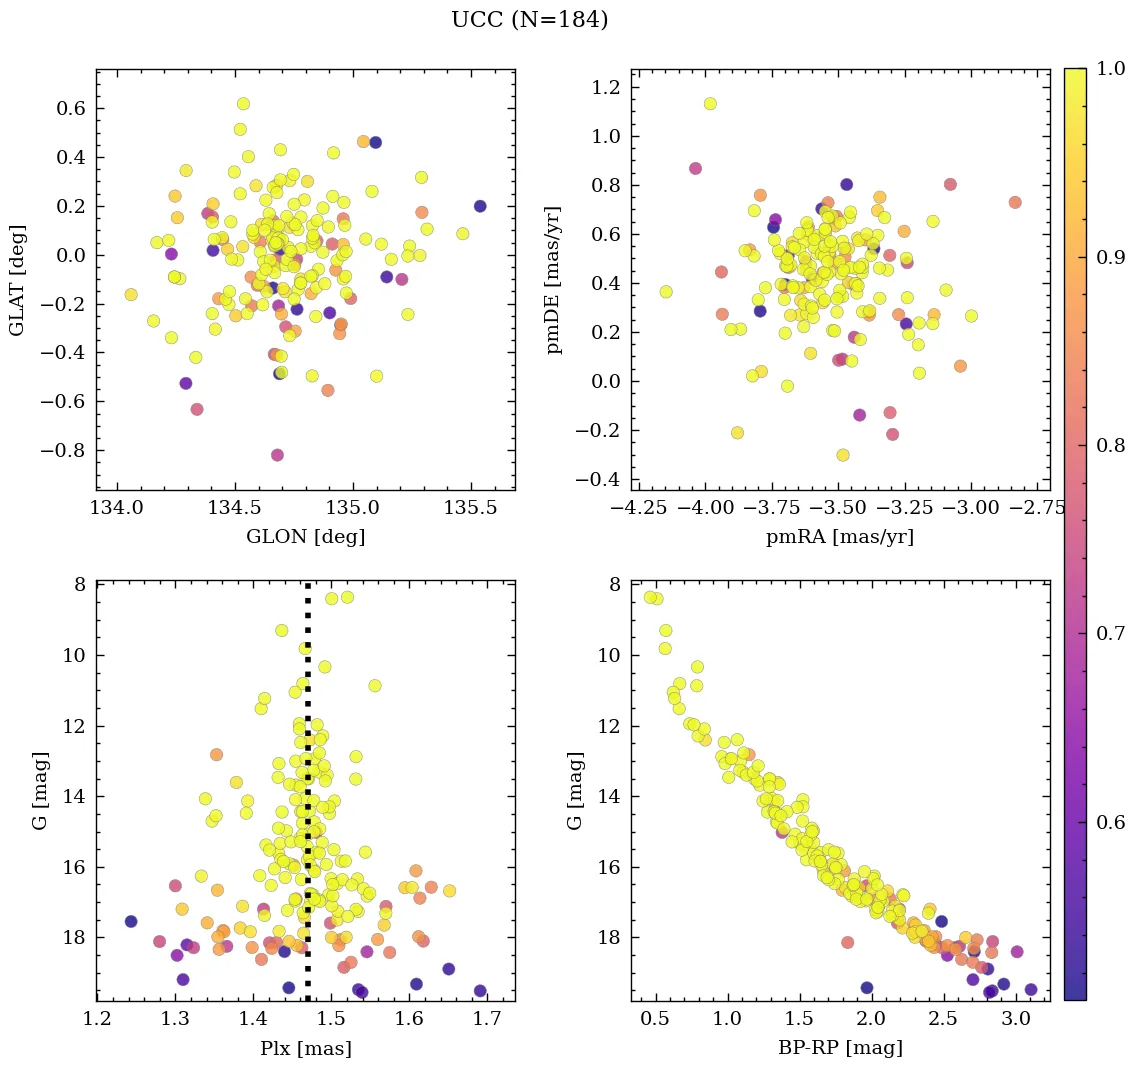 UCC (N=184)
0.6
0.4
0.2
0.0
−0.2
−0.4
−0.6
−0.8
GLAT [deg]
134.0 134.5 135.0 135.5
GLON [deg]
1.2
1.0
0.8
0.6
0.4
0.2
0.0
−0.2
−0.4
pmDE [mas/yr]
−4.25 −4.00 −3.75 −3.50 −3.25 −3.00 −2.75
pmRA [mas/yr]
8
10
12
14
16
18
G [mag]
1.2 1.3 1.4 1.5 1.6 1.7
Plx [mas]
8
10
12
14
16
18
G [mag]
0.5 1.0 1.5 2.0 2.5 3.0
BP-RP [mag]
1.0
0.9
0.8
0.7
0.6